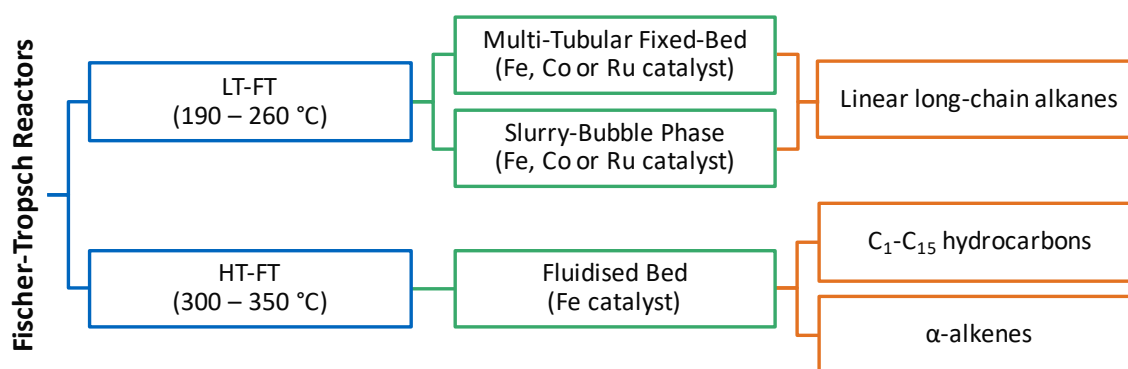 Fischer-Tropsch Reactors
LT-FT
(190 – 260 °C)
Multi-Tubular Fixed-Bed
(Fe, Co or Ru catalyst)
Slurry-Bubble Phase
(Fe, Co or Ru catalyst)
Linear long-chain alkanes
HT-FT
(300 – 350 °C)
Fluidised Bed
(Fe catalyst)
C₁-C₁₅ hydrocarbons
α-alkenes